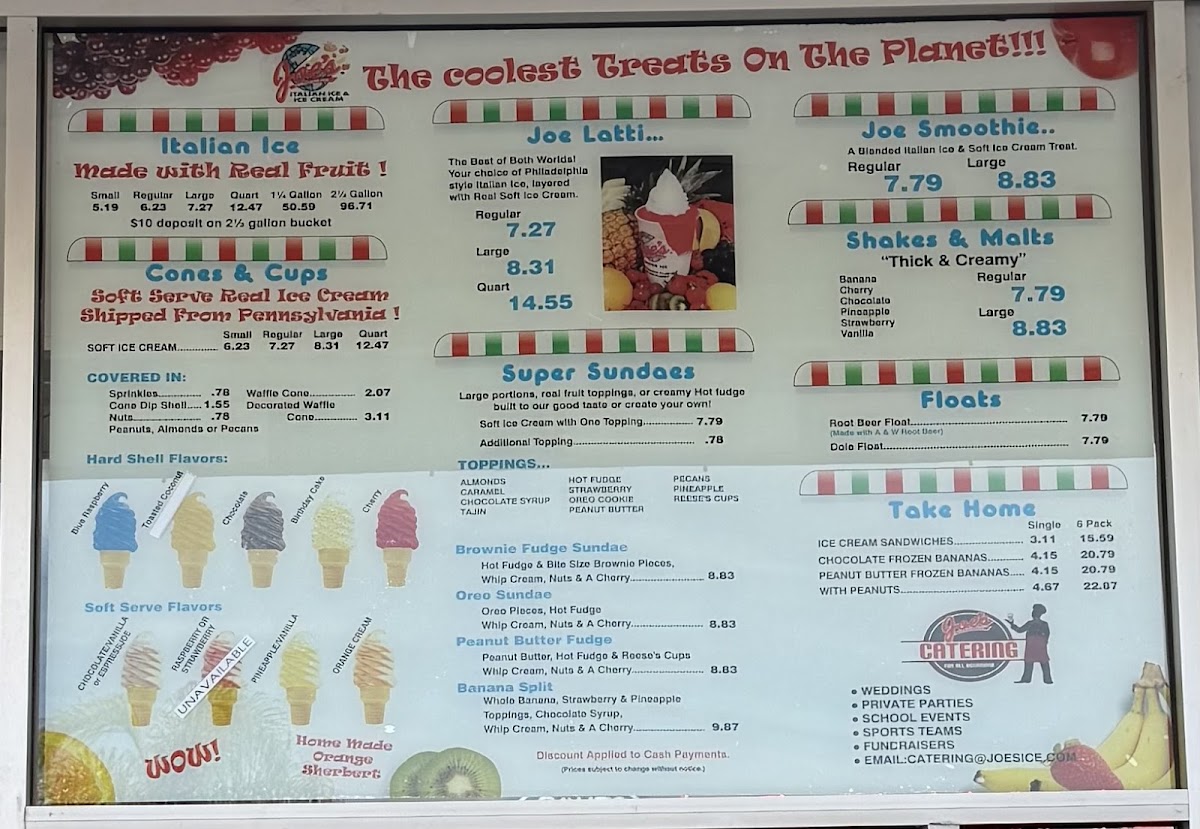 Joe's
ITALIAN ICE &
ICE CREAM
The Coolest Treats On The Planet!!!
Italian Ice
Made with Real Fruit !
Small Regular Large Quart 1¼ Gallon 2½ Gallon
5.19 6.23 7.27 12.47 50.59 96.71
$10 deposit on 2½ gallon bucket
Cones & Cups
Soft Serve Real Ice Cream
Shipped From Pennsylvania !
Small Regular Large Quart
SOFT ICE CREAM.............. 6.23 7.27 8.31 12.47
COVERED IN:
Sprinkles............... .78 Waffle Cone............... 2.07
Cone Dip Shell..... 1.55 Decorated Waffle
Nuts...................... .78 Cone............... 3.11
Peanuts, Almonds or Pecans
Hard Shell Flavors:
Blue Raspberry
Toasted Coconut
Chocolate
Birthday Cake
Cherry
Soft Serve Flavors
CHOCOLATE/VANILLA
or ESPRESSODE
RASPBERRY OR
STRAWBERRY
UNAVAILABLE
PINEAPPLE/VANILLA
ORANGE CREAM
WOW!
Home Made
Orange
Sherbert
Joe Latti...
The Best of Both Worlds!
Your choice of Philadelphia
style Italian Ice, layered
with Real Soft Ice Cream.
Regular
7.27
Large
8.31
Quart
14.55
Joe's
Super Sundaes
Large portions, real fruit toppings, or creamy Hot fudge
built to our good taste or create your own!
Soft Ice Cream with One Topping................ 7.79
Additional Topping.................................... .78
TOPPINGS...
ALMONDS HOT FUDGE PECANS
CARAMEL STRAWBERRY PINEAPPLE
CHOCOLATE SYRUP OREO COOKIE REESE'S CUPS
TAJIN PEANUT BUTTER
Brownie Fudge Sundae
Hot Fudge & Bite Size Brownie Pieces,
Whip Cream, Nuts & A Cherry...................... 8.83
Oreo Sundae
Oreo Pieces, Hot Fudge
Whip Cream, Nuts & A Cherry...................... 8.83
Peanut Butter Fudge
Peanut Butter, Hot Fudge & Reese's Cups
Whip Cream, Nuts & A Cherry...................... 8.83
Banana Split
Whole Banana, Strawberry & Pineapple
Toppings, Chocolate Syrup,
Whip Cream, Nuts & A Cherry...................... 9.87
Discount Applied to Cash Payments.
(Prices subject to change without notice.)
Joe Smoothie..
A Blended Italian Ice & Soft Ice Cream Treat.
Regular Large
7.79 8.83
Shakes & Malts
"Thick & Creamy"
Banana
Cherry
Chocolate
Pineapple
Strawberry
Vanilla
Regular
7.79
Large
8.83
Floats
Root Beer Float........................................... 7.79
(Made with A & W Root Beer)
Dole Float.................................................. 7.79
Take Home
Single 6 Pack
ICE CREAM SANDWICHES..................... 3.11 15.59
CHOCOLATE FROZEN BANANAS........... 4.15 20.79
PEANUT BUTTER FROZEN BANANAS..... 4.15 20.79
WITH PEANUTS..................................... 4.67 22.87
Joe's
CATERING
FOR ALL OCCASIONS
• WEDDINGS
• PRIVATE PARTIES
• SCHOOL EVENTS
• SPORTS TEAMS
• FUNDRAISERS
• EMAIL:CATERING@JOESICE.COM